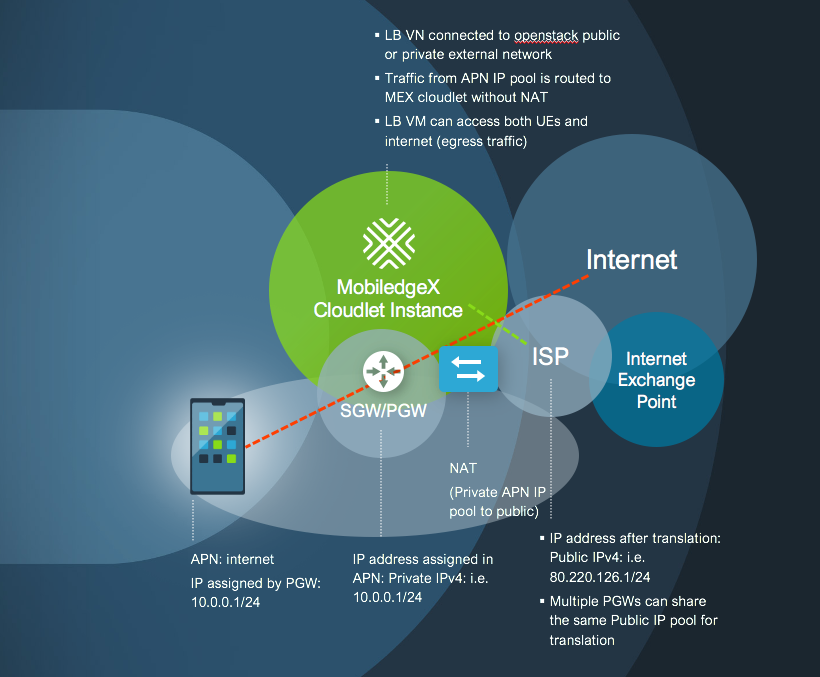 ▪ LB VN connected to openstack public
or private external network
▪ Traffic from APN IP pool is routed to
MEX cloudlet without NAT
▪ LB VM can access both UEs and
internet (egress traffic)
Internet
MobiledgeX
Cloudlet Instance
ISP
Internet
Exchange
Point
SGW/PGW
NAT
(Private APN IP
pool to public)
APN: internet
IP assigned by PGW:
10.0.0.1/24
IP address assigned in
APN: Private IPv4: i.e.
10.0.0.1/24
▪ IP address after translation:
Public IPv4: i.e.
80.220.126.1/24
▪ Multiple PGWs can share
the same Public IP pool for
translation